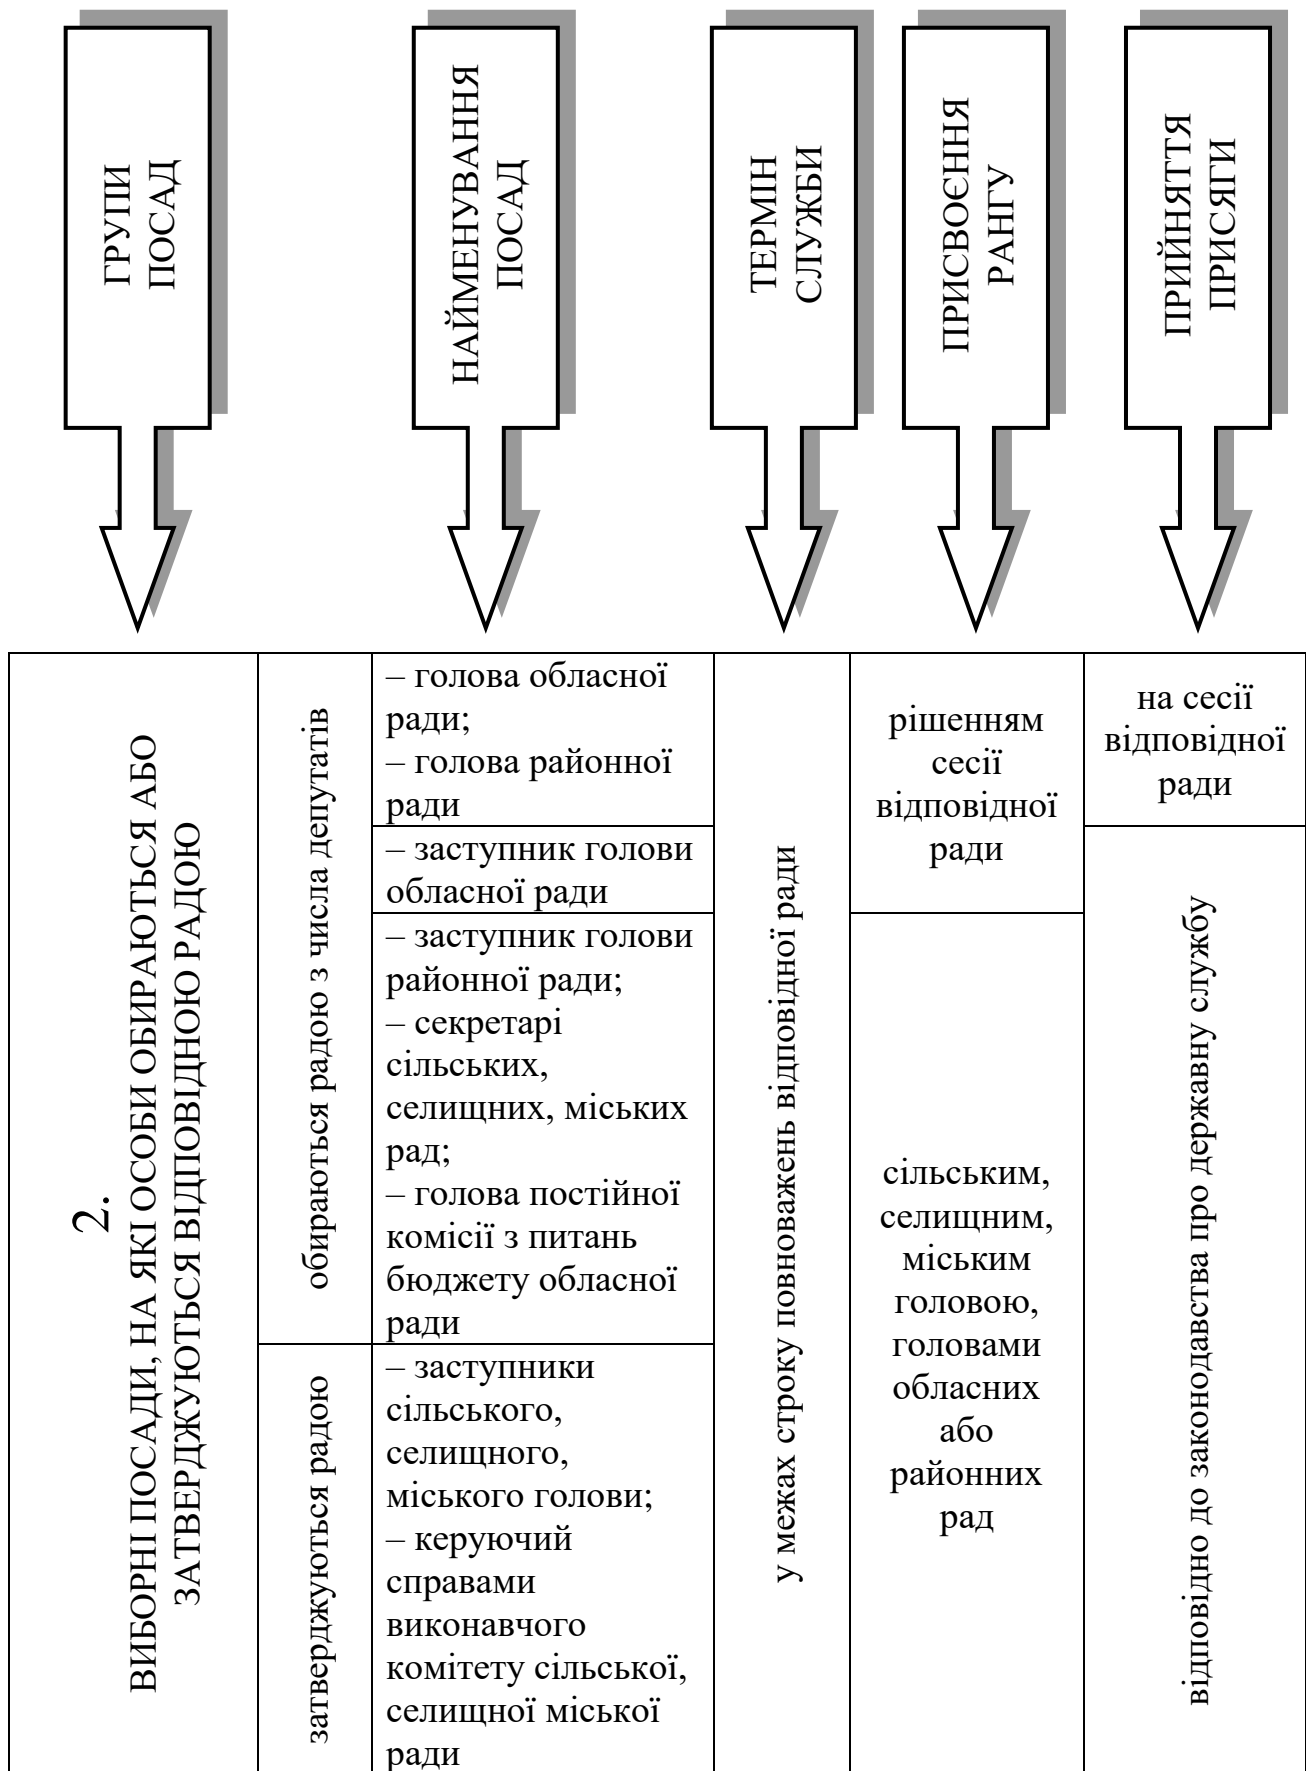 ГРУПИ
ПОСАД
НАЙМЕНУВАННЯ
ПОСАД
ТЕРМІН
СЛУЖБИ
ПРИСВОЄННЯ
РАНГУ
ПРИЙНЯТТЯ
ПРИСЯГИ
2.
ВИБОРНІ ПОСАДИ, НА ЯКІ ОСОБИ ОБИРАЮТЬСЯ АБО
ЗАТВЕРДЖУЮТЬСЯ ВІДПОВІДНОЮ РАДОЮ
обираються радою з числа депутатів
– голова обласної
ради;
– голова районної
ради
– заступник голови
обласної ради
– заступник голови
районної ради;
– секретарі
сільських,
селищних, міських
рад;
– голова постійної
комісії з питань
бюджету обласної
ради
затверджуються радою
– заступники
сільського,
селищного,
міського голови;
– керуючий
справами
виконавчого
комітету сільської,
селищної міської
ради
у межах строку повноважень відповідної ради
рішенням
сесії
відповідної
ради
сільським,
селищним,
міським
головою,
головами
обласних
або
районних
рад
на сесії
відповідної
ради
відповідно до законодавства про державну службу